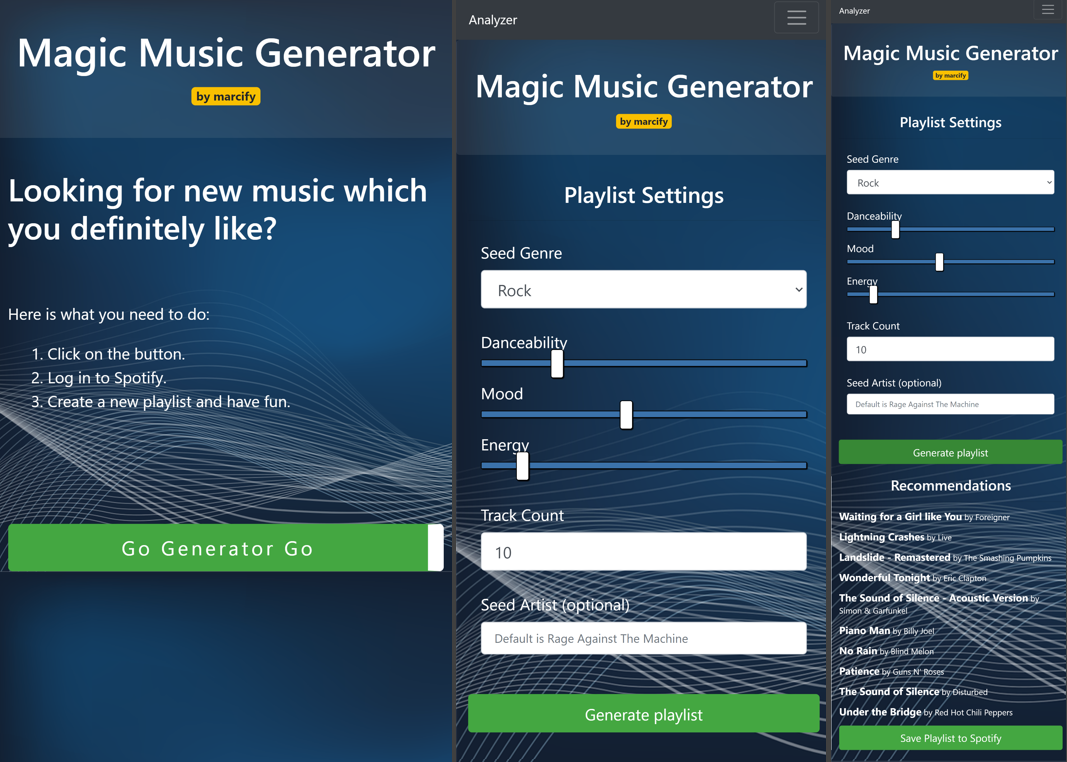 Magic Music Generator
by marcify
Looking for new music which
you definitely like?
Here is what you need to do:
1. Click on the button.
2. Log in to Spotify.
3. Create a new playlist and have fun.
Go Generator Go
Analyzer
Magic Music Generator
by marcify
Playlist Settings
Seed Genre
Rock
Danceability
Mood
Energy
Track Count
10
Seed Artist (optional)
Default is Rage Against The Machine
Generate playlist
Analyzer
Magic Music Generator
by marcify
Playlist Settings
Seed Genre
Rock
Danceability
Mood
Energy
Track Count
10
Seed Artist (optional)
Default is Rage Against The Machine
Generate playlist
Recommendations
Waiting for a Girl like You by Foreigner
Lightning Crashes by Live
Landslide - Remastered by The Smashing Pumpkins
Wonderful Tonight by Eric Clapton
The Sound of Silence - Acoustic Version by
Simon & Garfunkel
Piano Man by Billy Joel
No Rain by Blind Melon
Patience by Guns N' Roses
The Sound of Silence by Disturbed
Under the Bridge by Red Hot Chili Peppers
Save Playlist to Spotify